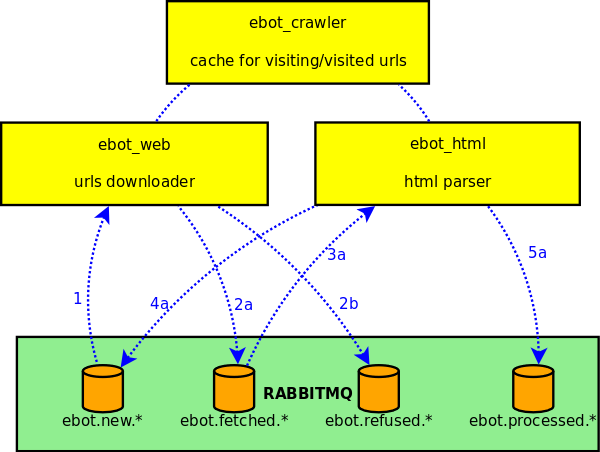 ebot_crawler
cache for visiting/visited urls
ebot_web
urls downloader
ebot_html
html parser
1
4a
2a
3a
2b
5a
RABBITMQ
ebot.new.*
ebot.fetched.*
ebot.refused.*
ebot.processed.*